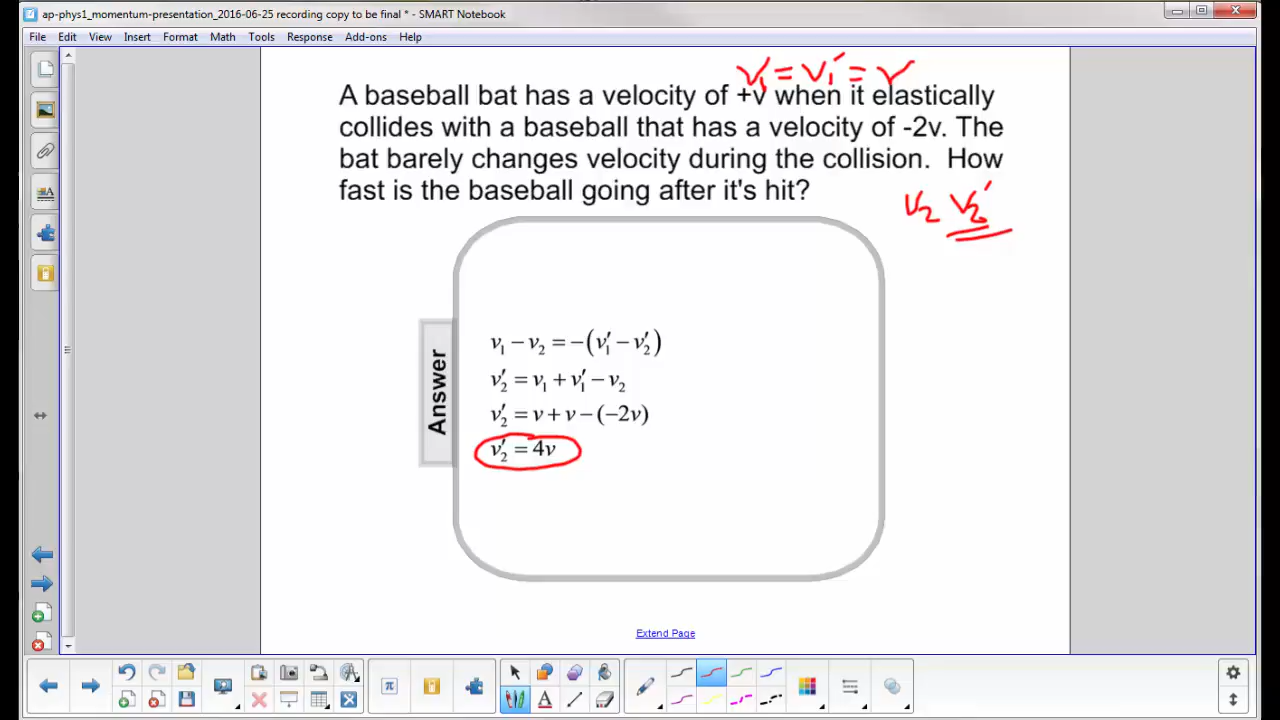 ap-phys1_momentum-presentation_2016-06-25 recording copy to be final * - SMART Notebook
File Edit View Insert Format Math Tools Response Add-ons Help
v₁ = v₁′ = v
A baseball bat has a velocity of +v when it elastically
collides with a baseball that has a velocity of -2v. The
bat barely changes velocity during the collision. How
fast is the baseball going after it's hit?
v₂ v₂′
Answer
v₁ − v₂ = −(v₁′ − v₂′)
v₂′ = v₁ + v₁′ − v₂
v₂′ = v + v − (−2v)
v₂′ = 4v
Extend Page
π
A